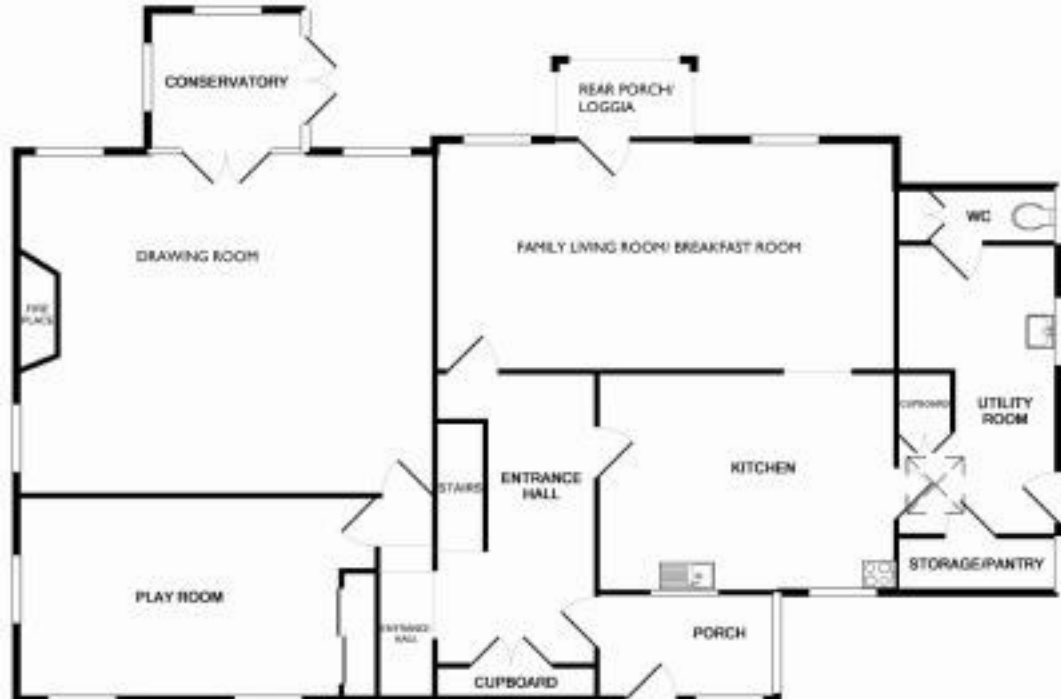 CONSERVATORY
REAR PORCH/
LOGGIA
DRAWING ROOM
FAMILY LIVING ROOM/ BREAKFAST ROOM
WC
FIRE
PLACE
CUPBOARD
UTILITY
ROOM
STAIRS
ENTRANCE
HALL
KITCHEN
STORAGE/PANTRY
PLAY ROOM
ENTRANCE
HALL
PORCH
CUPBOARD